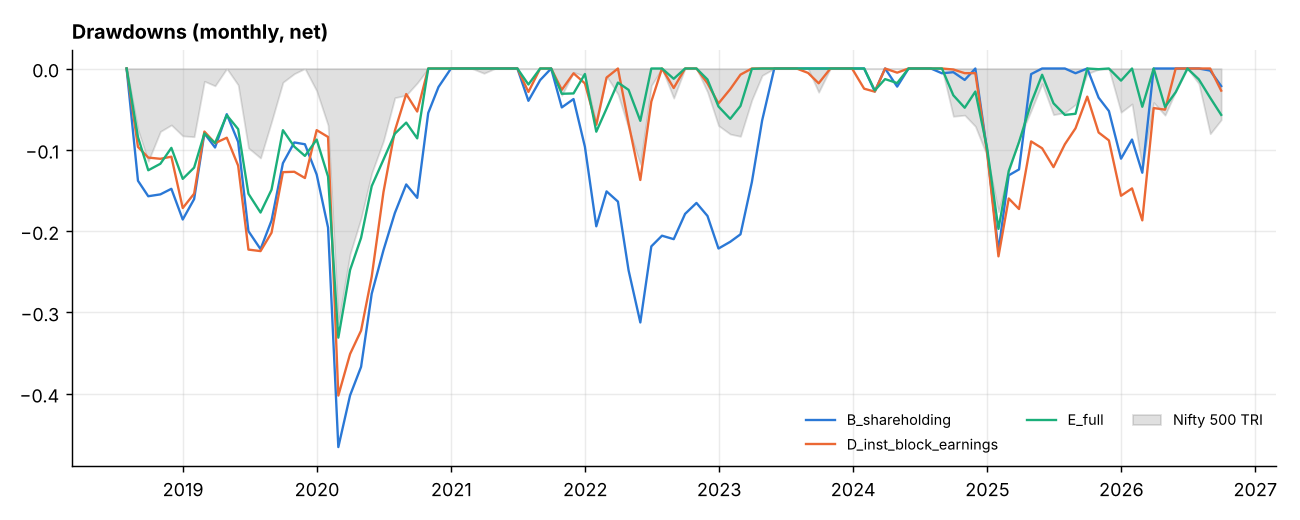 Drawdowns (monthly, net)
0.0
−0.1
−0.2
−0.3
−0.4
B_shareholding
D_inst_block_earnings
E_full
Nifty 500 TRI
2019 2020 2021 2022 2023 2024 2025 2026 2027